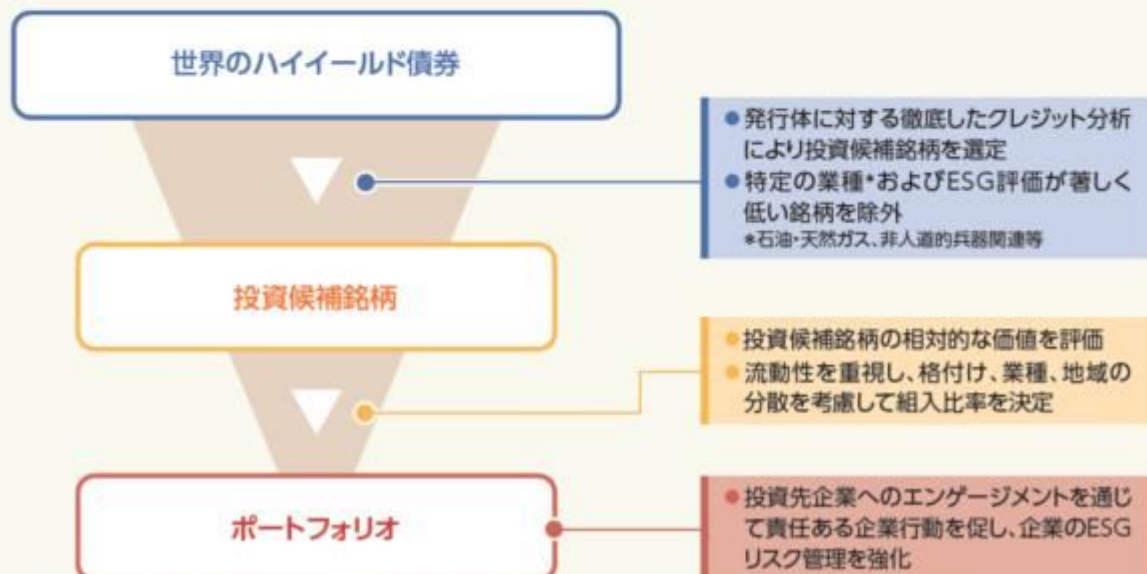 世界のハイイールド債券
●発行体に対する徹底したクレジット分析
により投資候補銘柄を選定
●特定の業種*およびESG評価が著しく
低い銘柄を除外
*石油・天然ガス、非人道的兵器関連等
投資候補銘柄
●投資候補銘柄の相対的な価値を評価
●流動性を重視し、格付け、業種、地域の
分散を考慮して組入比率を決定
ポートフォリオ
●投資先企業へのエンゲージメントを通じ
て責任ある企業行動を促し、企業のESG
リスク管理を強化